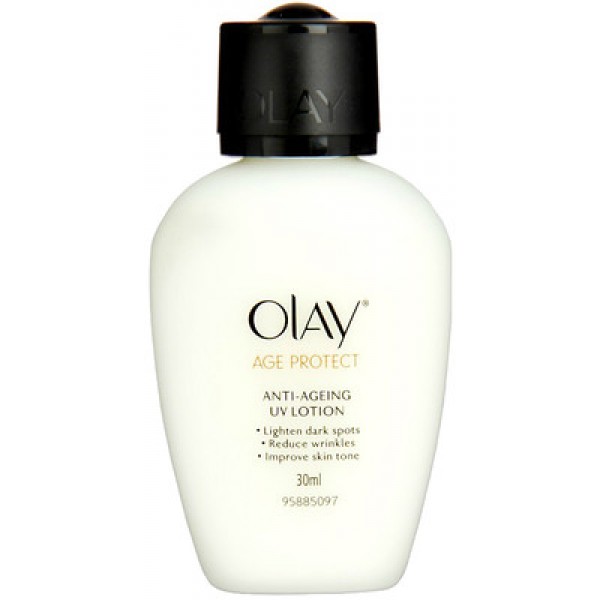 OLAY
OLAY®
AGE PROTECT
ANTI-AGEING
UV LOTION
• Lighten dark spots
• Reduce wrinkles
• Improve skin tone
30ml
95885097